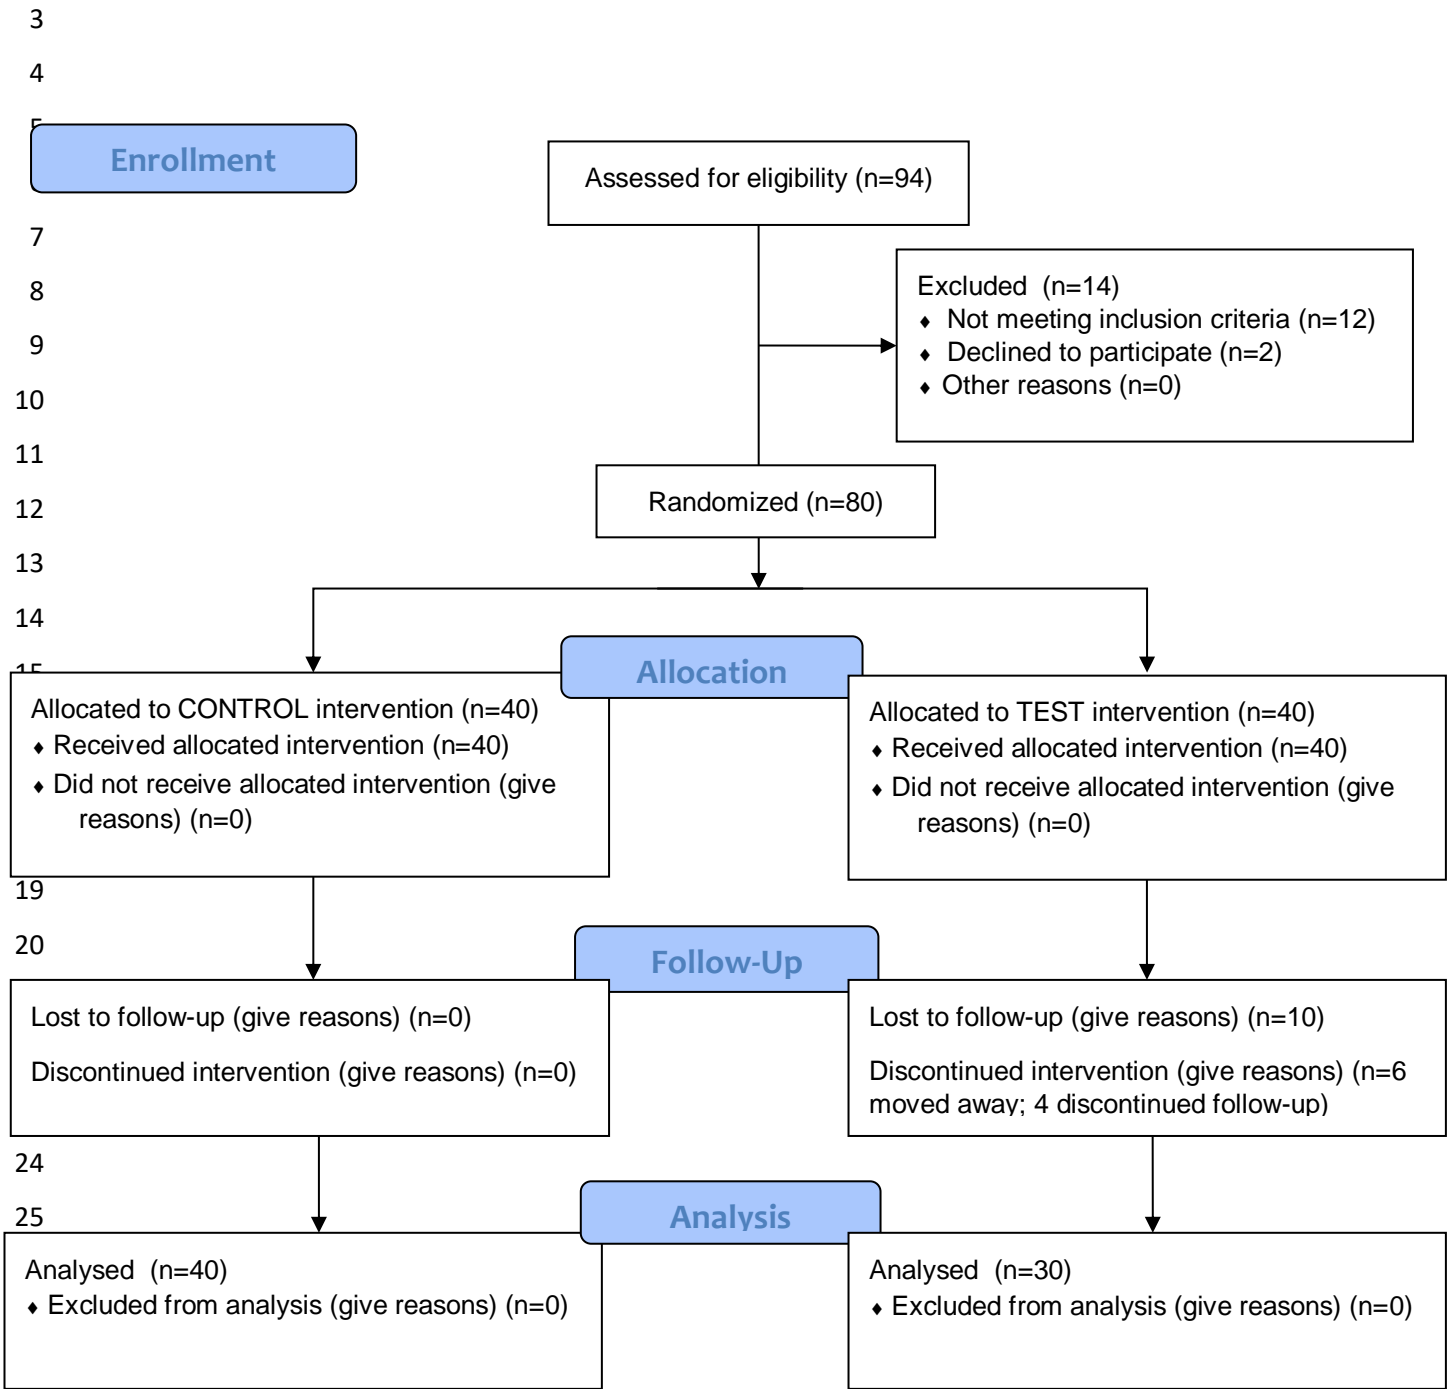 3
4
Enrollment
Assessed for eligibility (n=94)
7
8
Excluded (n=14)
♦ Not meeting inclusion criteria (n=12)
9
♦ Declined to participate (n=2)
♦ Other reasons (n=0)
10
11
12
Randomized (n=80)
13
14
15
Allocation
Allocated to CONTROL intervention (n=40)
♦ Received allocated intervention (n=40)
♦ Did not receive allocated intervention (give
reasons) (n=0)
Allocated to TEST intervention (n=40)
♦ Received allocated intervention (n=40)
♦ Did not receive allocated intervention (give
reasons) (n=0)
19
20
Follow-Up
Lost to follow-up (give reasons) (n=0)
Discontinued intervention (give reasons) (n=0)
Lost to follow-up (give reasons) (n=10)
Discontinued intervention (give reasons) (n=6
moved away; 4 discontinued follow-up)
24
25
Analysis
Analysed (n=40)
♦ Excluded from analysis (give reasons) (n=0)
Analysed (n=30)
♦ Excluded from analysis (give reasons) (n=0)